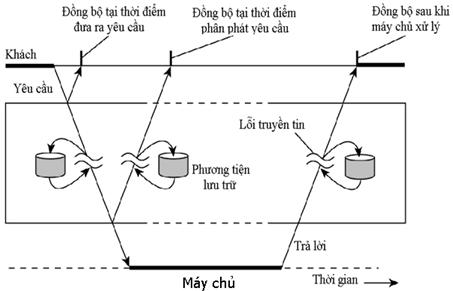 Đồng bộ tại thời điểm
đưa ra yêu cầu
Đồng bộ tại thời điểm
phân phát yêu cầu
Đồng bộ sau khi
máy chủ xử lý
Khách
Yêu cầu
Lỗi truyền tin
Phương tiện
lưu trữ
Trả lời
Máy chủ
Thời gian